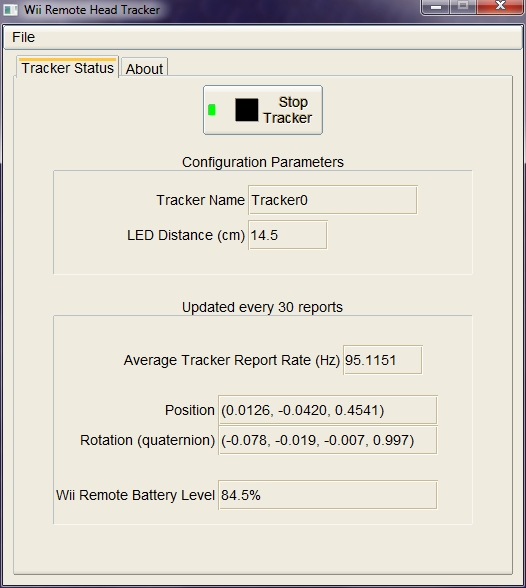 Wii Remote Head Tracker
File
Tracker Status
About
Stop
Tracker
Configuration Parameters
Tracker Name Tracker0
LED Distance (cm) 14.5
Updated every 30 reports
Average Tracker Report Rate (Hz) 95.1151
Position (0.0126, -0.0420, 0.4541)
Rotation (quaternion) (-0.078, -0.019, -0.007, 0.997)
Wii Remote Battery Level 84.5%